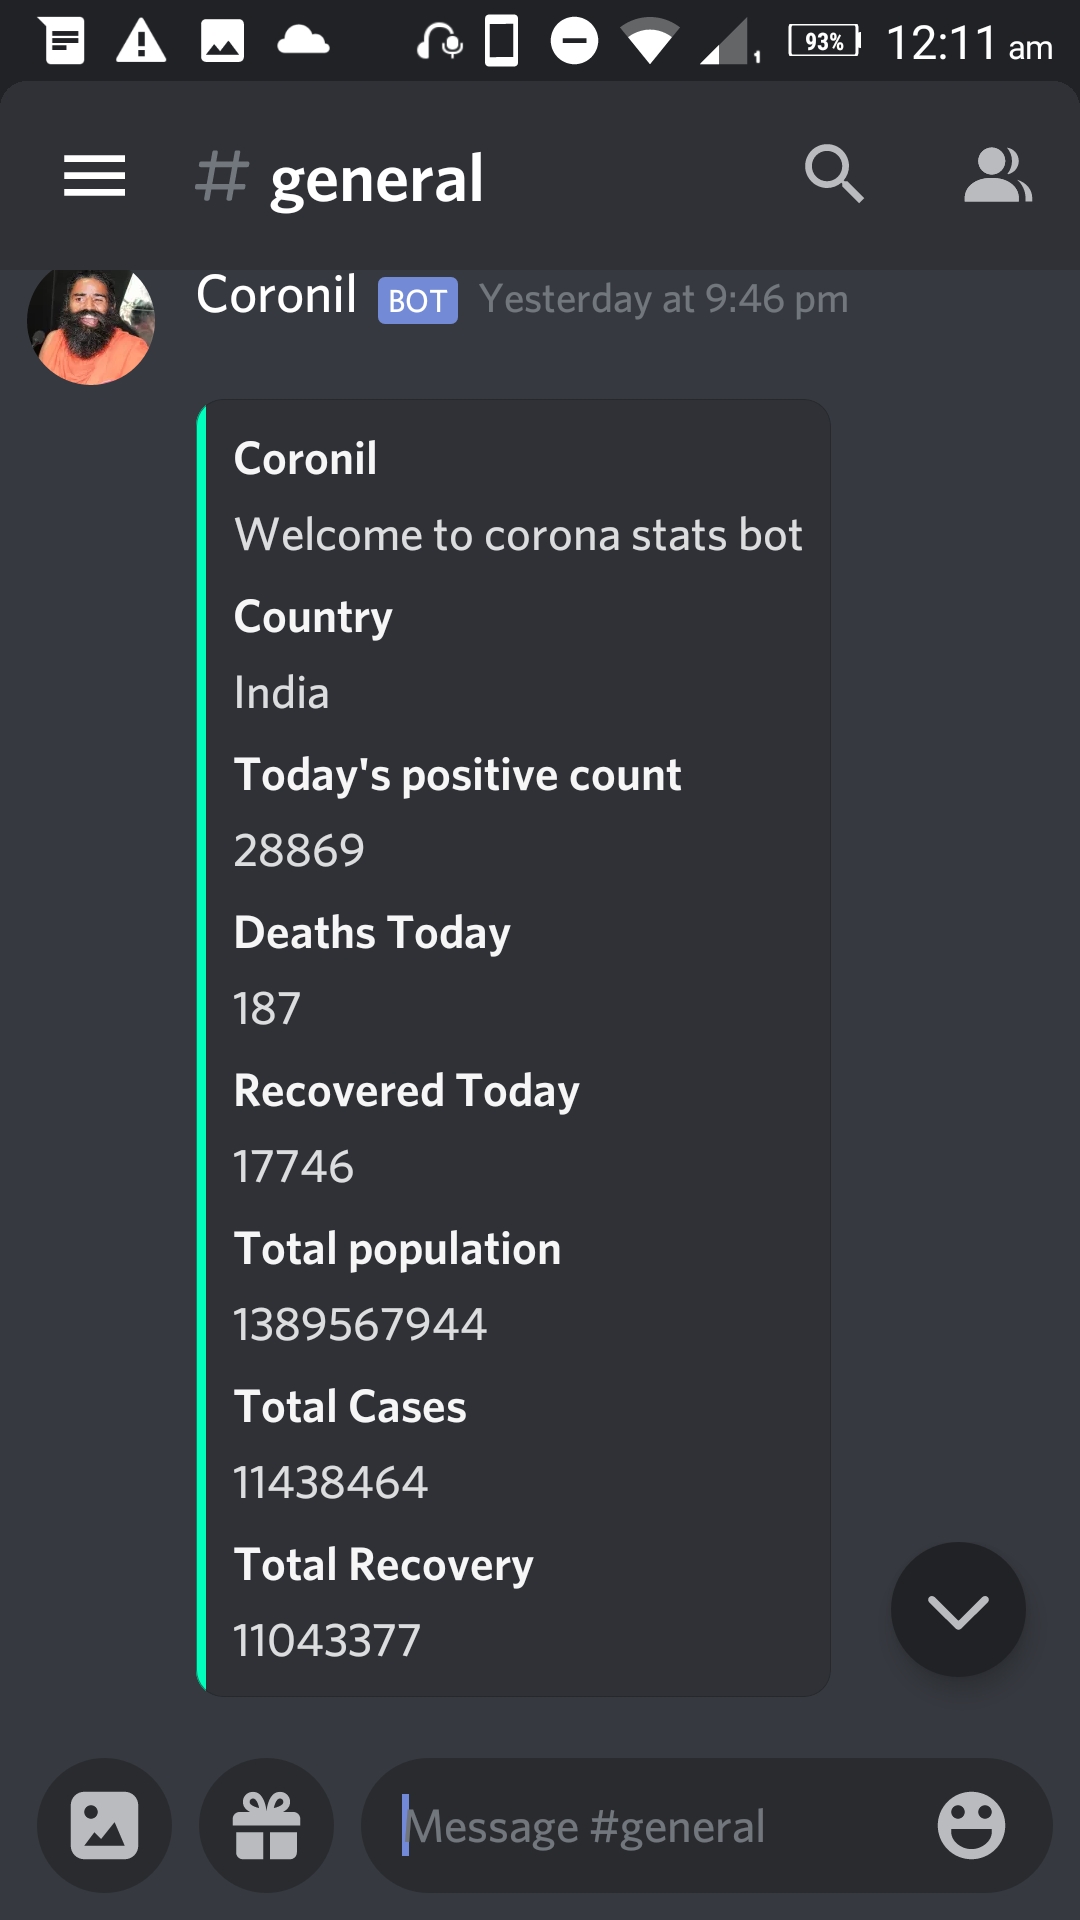 93% 12:11 am
# general
Coronil BOT Yesterday at 9:46 pm
Coronil
Welcome to corona stats bot
Country
India
Today's positive count
28869
Deaths Today
187
Recovered Today
17746
Total population
1389567944
Total Cases
11438464
Total Recovery
11043377
Message #general